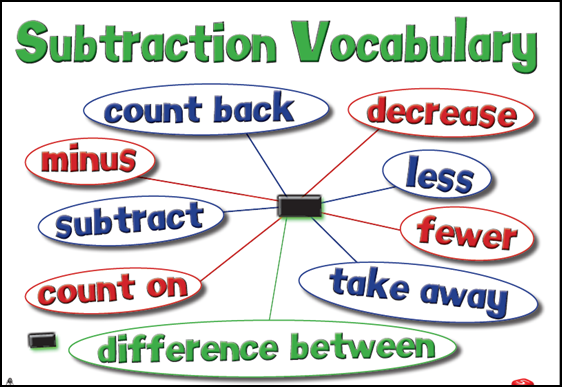 Subtraction Vocabulary
count back
decrease
minus
less
subtract
fewer
count on
take away
difference between